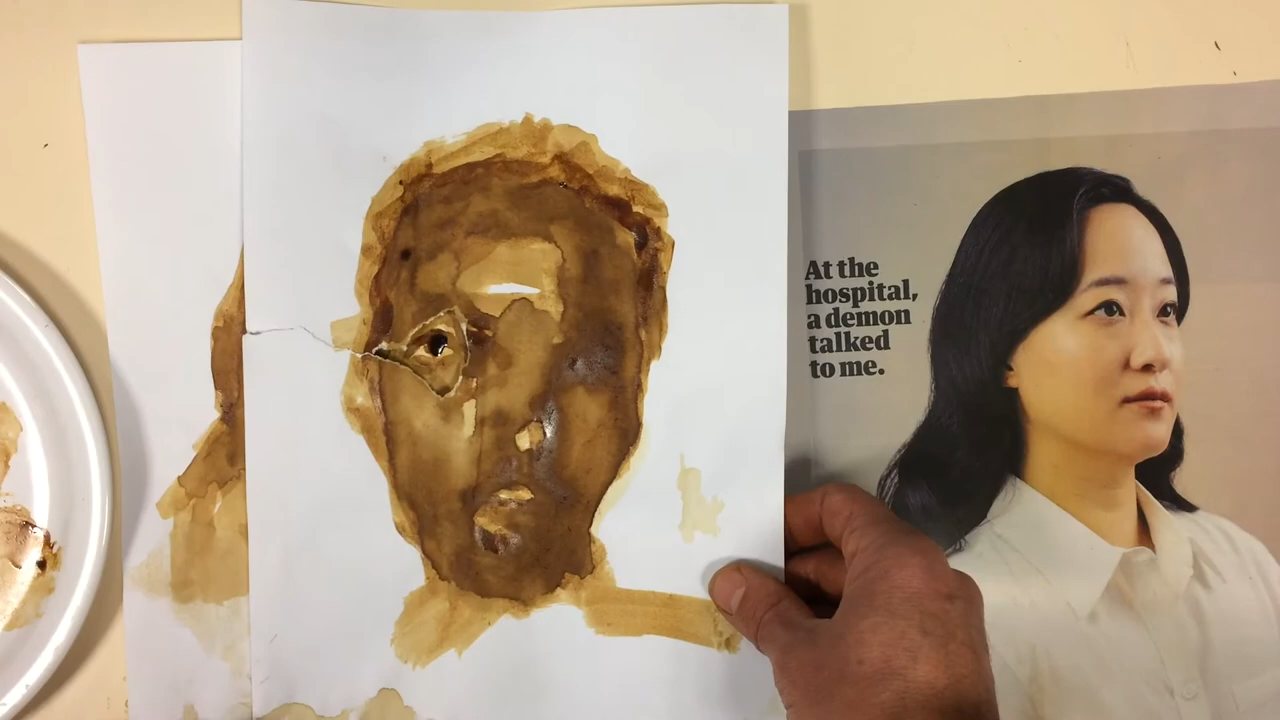 At the
hospital,
a demon
talked
to me.